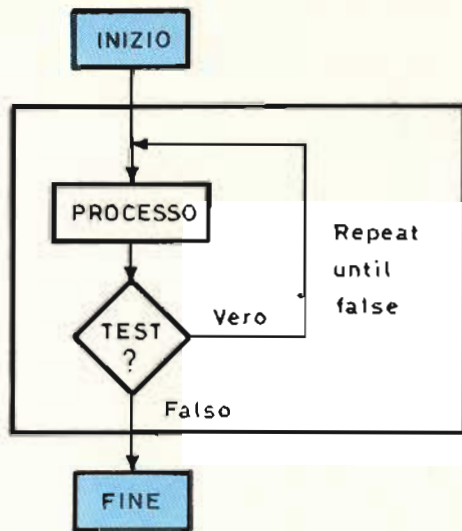 INIZIO
PROCESSO
Repeat
until
false
TEST
?
Vero
Falso
FINE